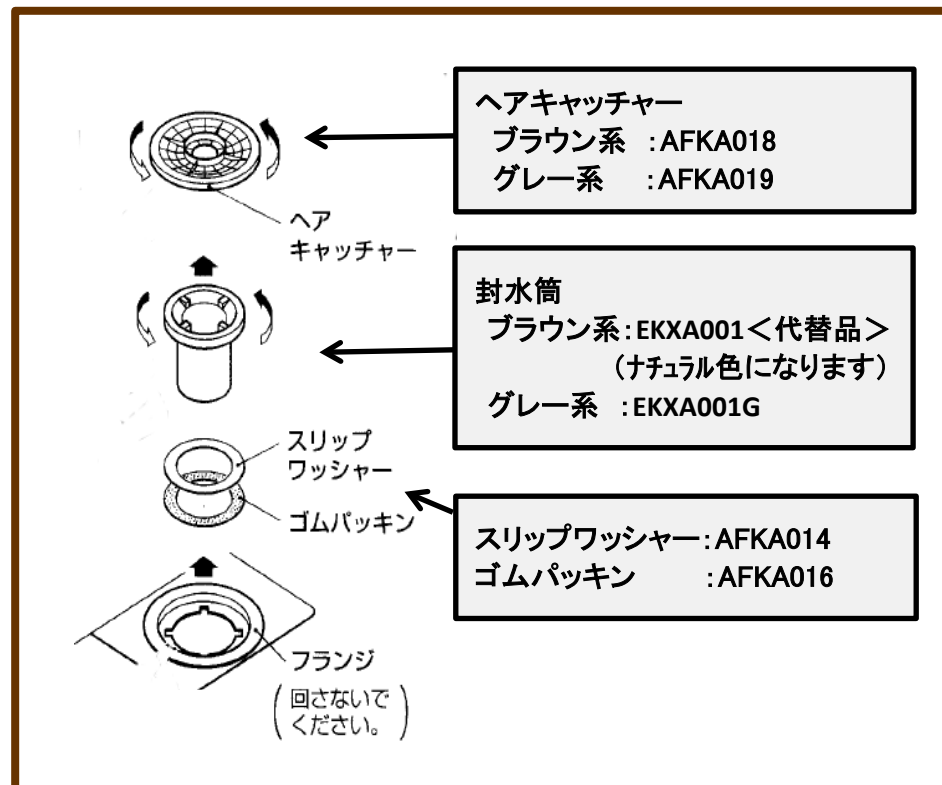 ヘアキャッチャー
ブラウン系 :AFKA018
グレー系 :AFKA019
ヘア
キャッチャー
封水筒
ブラウン系:EKXA001<代替品>
(ナチュラル色になります)
グレー系 :EKXA001G
スリップ
ワッシャー
ゴムパッキン
スリップワッシャー:AFKA014
ゴムパッキン :AFKA016
フランジ
(回さないで
ください。)